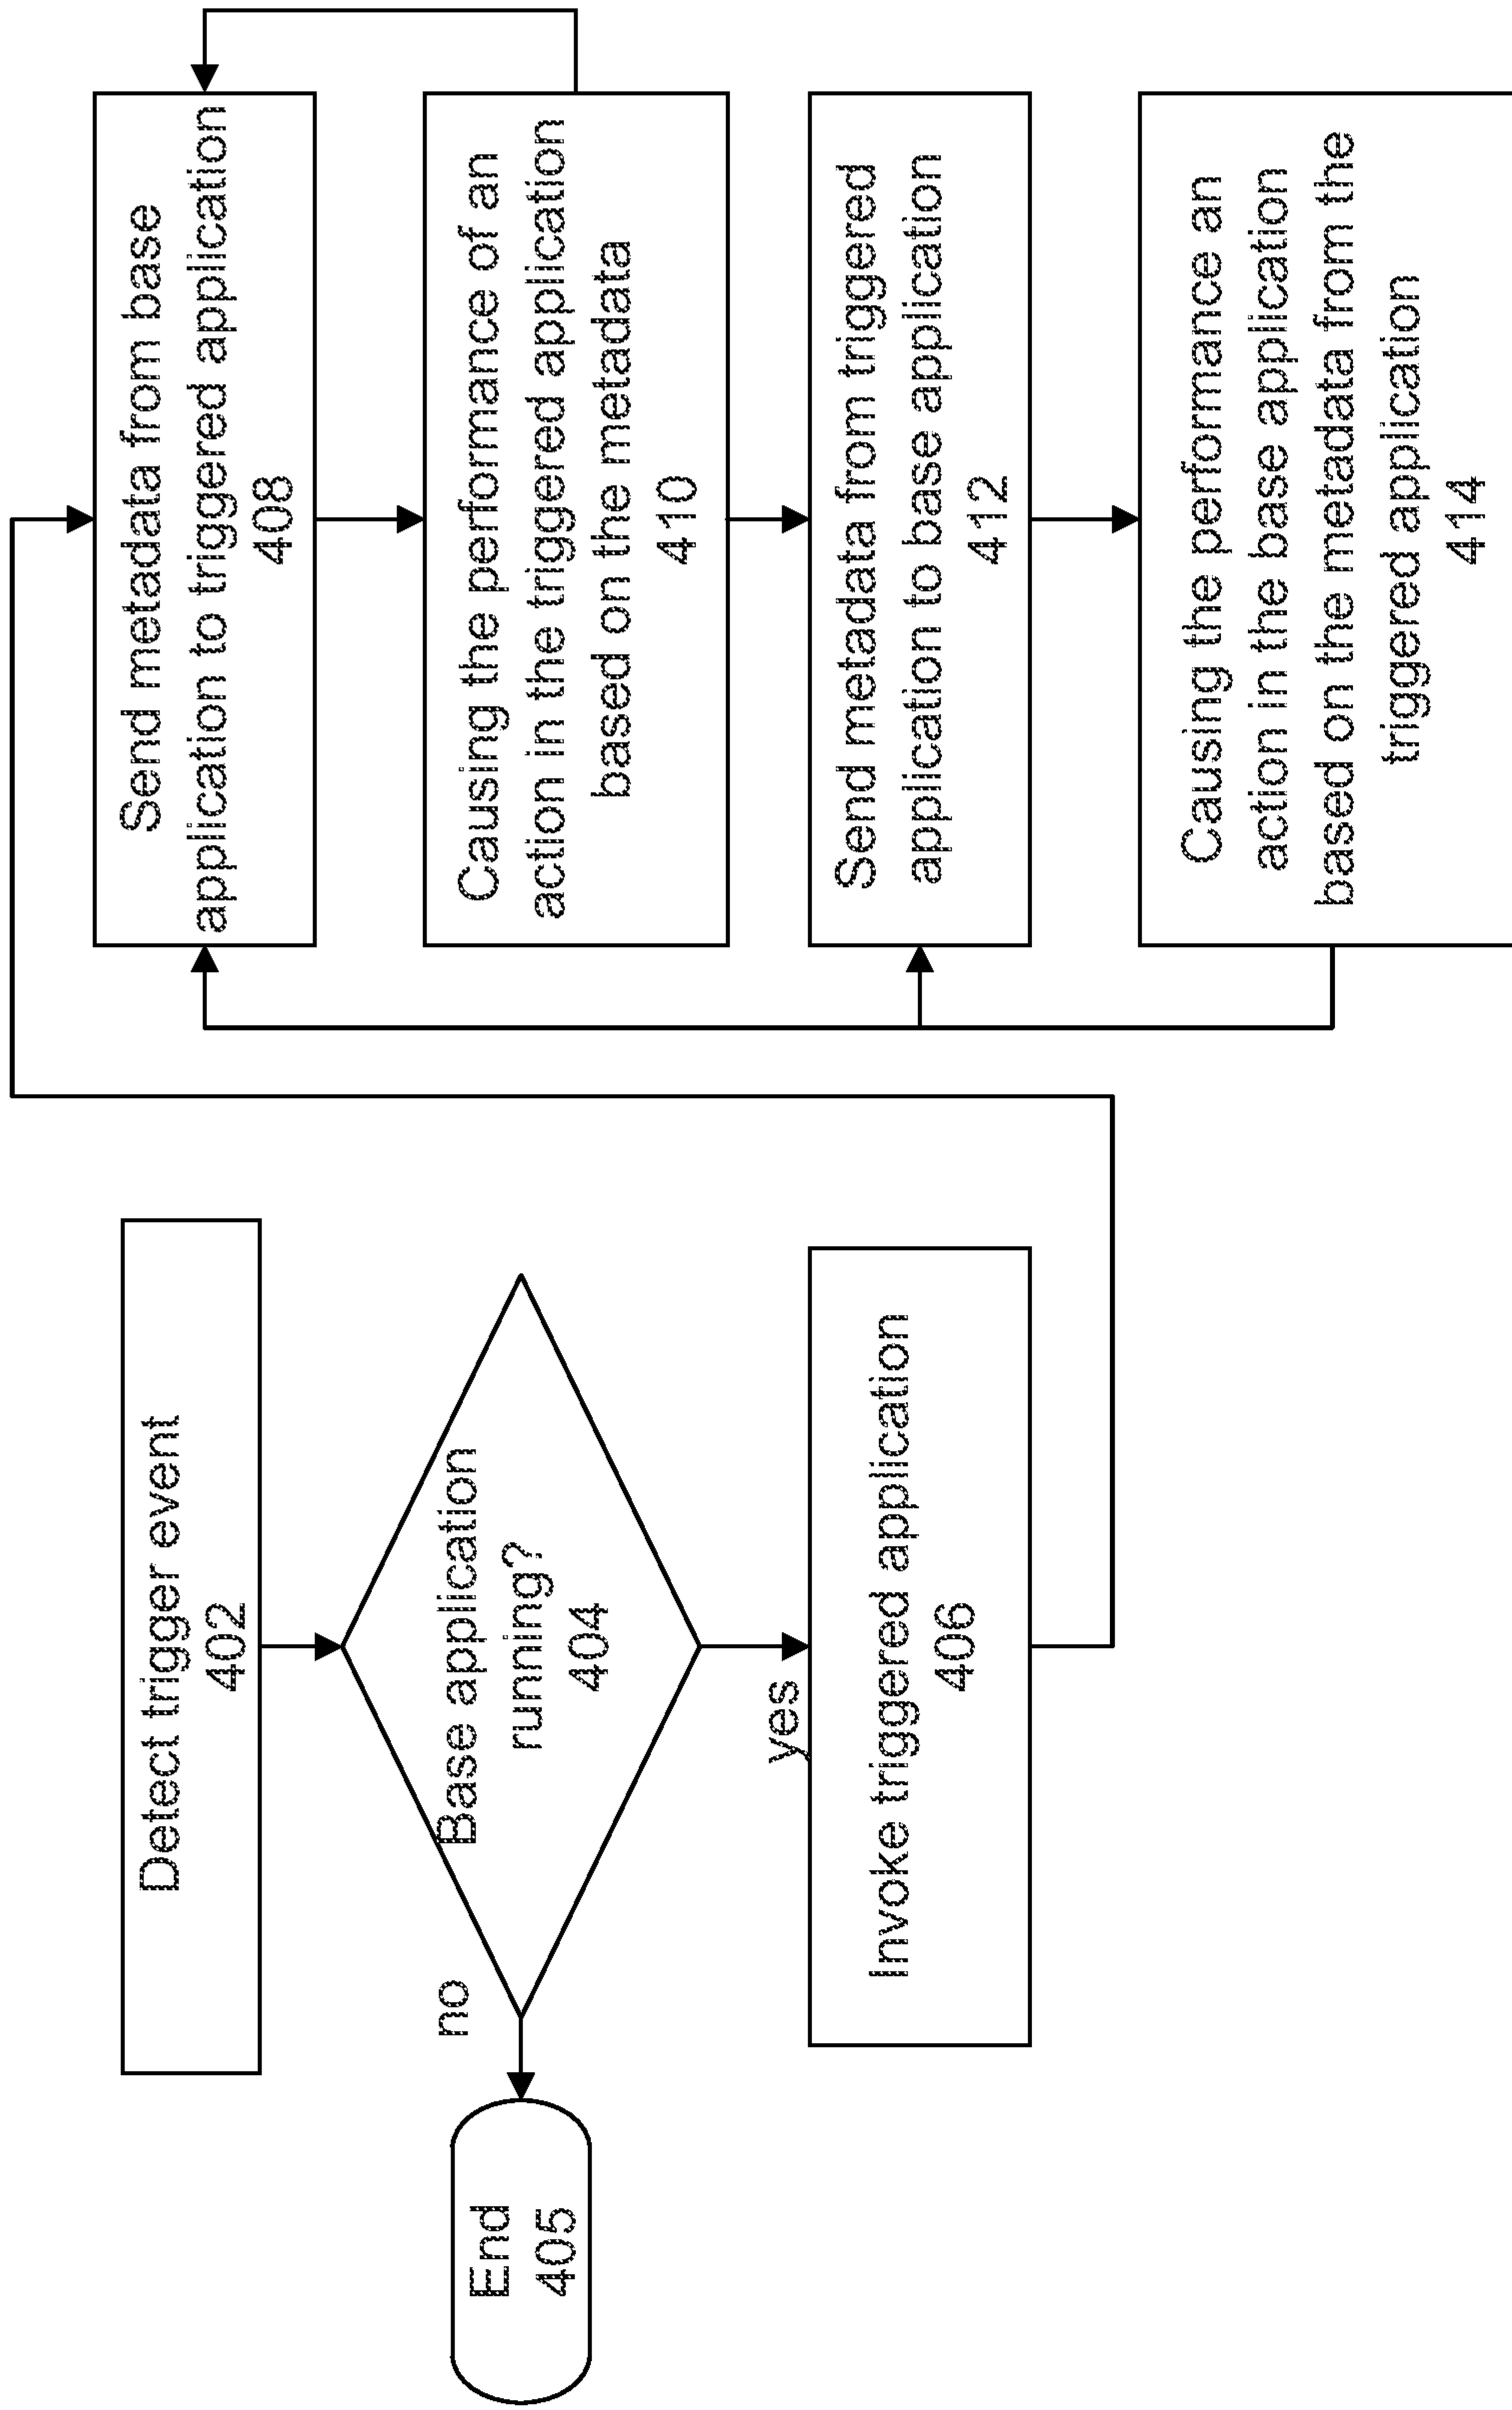 Detect trigger event
402
Base application
running?
404
no
End
405
yes
Invoke triggered application
406
Send metadata from base
application to triggered application
408
Causing the performance of an
action in the triggered application
based on the metadata
410
Send metadata from triggered
application to base application
412
Causing the performance an
action in the base application
based on the metadata from the
triggered application
414